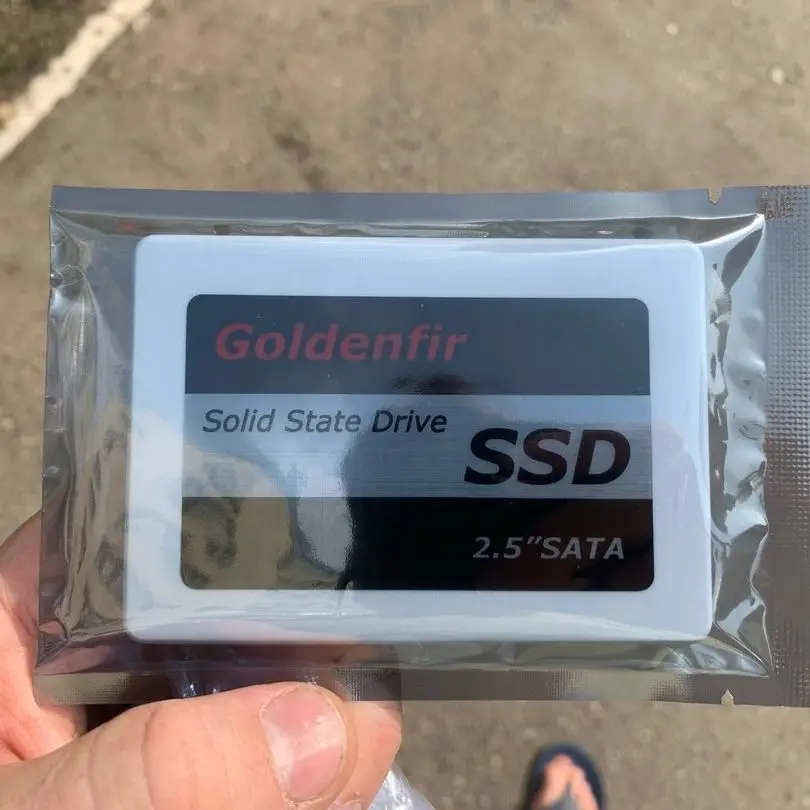 Goldenfir
Solid State Drive
SSD
2.5"SATA